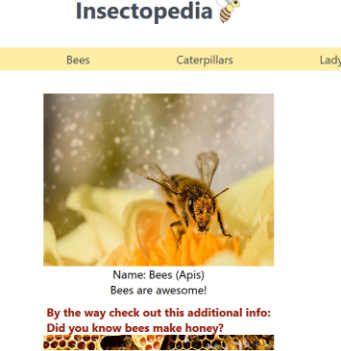 Insectopedia
Bees Caterpillars Lady
Name: Bees (Apis)
Bees are awesome!
By the way check out this additional info:
Did you know bees make honey?